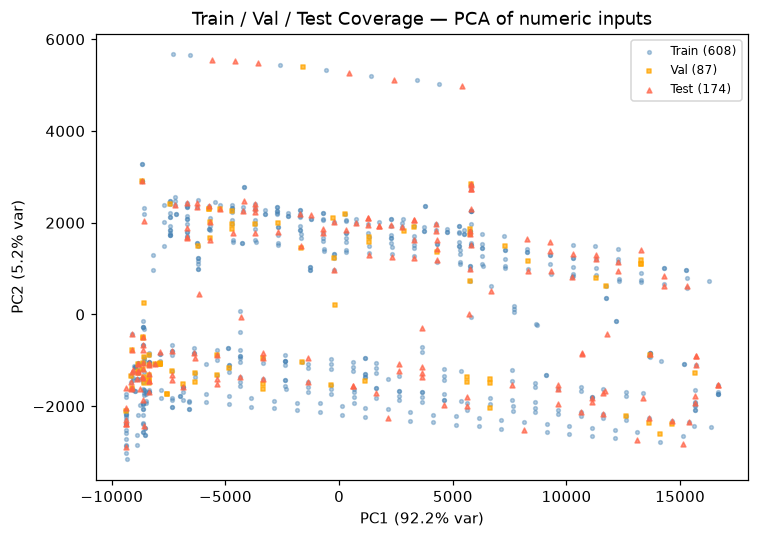 Train / Val / Test Coverage — PCA of numeric inputs
Train (608)
Val (87)
Test (174)
6000
4000
2000
0
−2000
PC2 (5.2% var)
−10000
−5000
0
5000
10000
15000
PC1 (92.2% var)